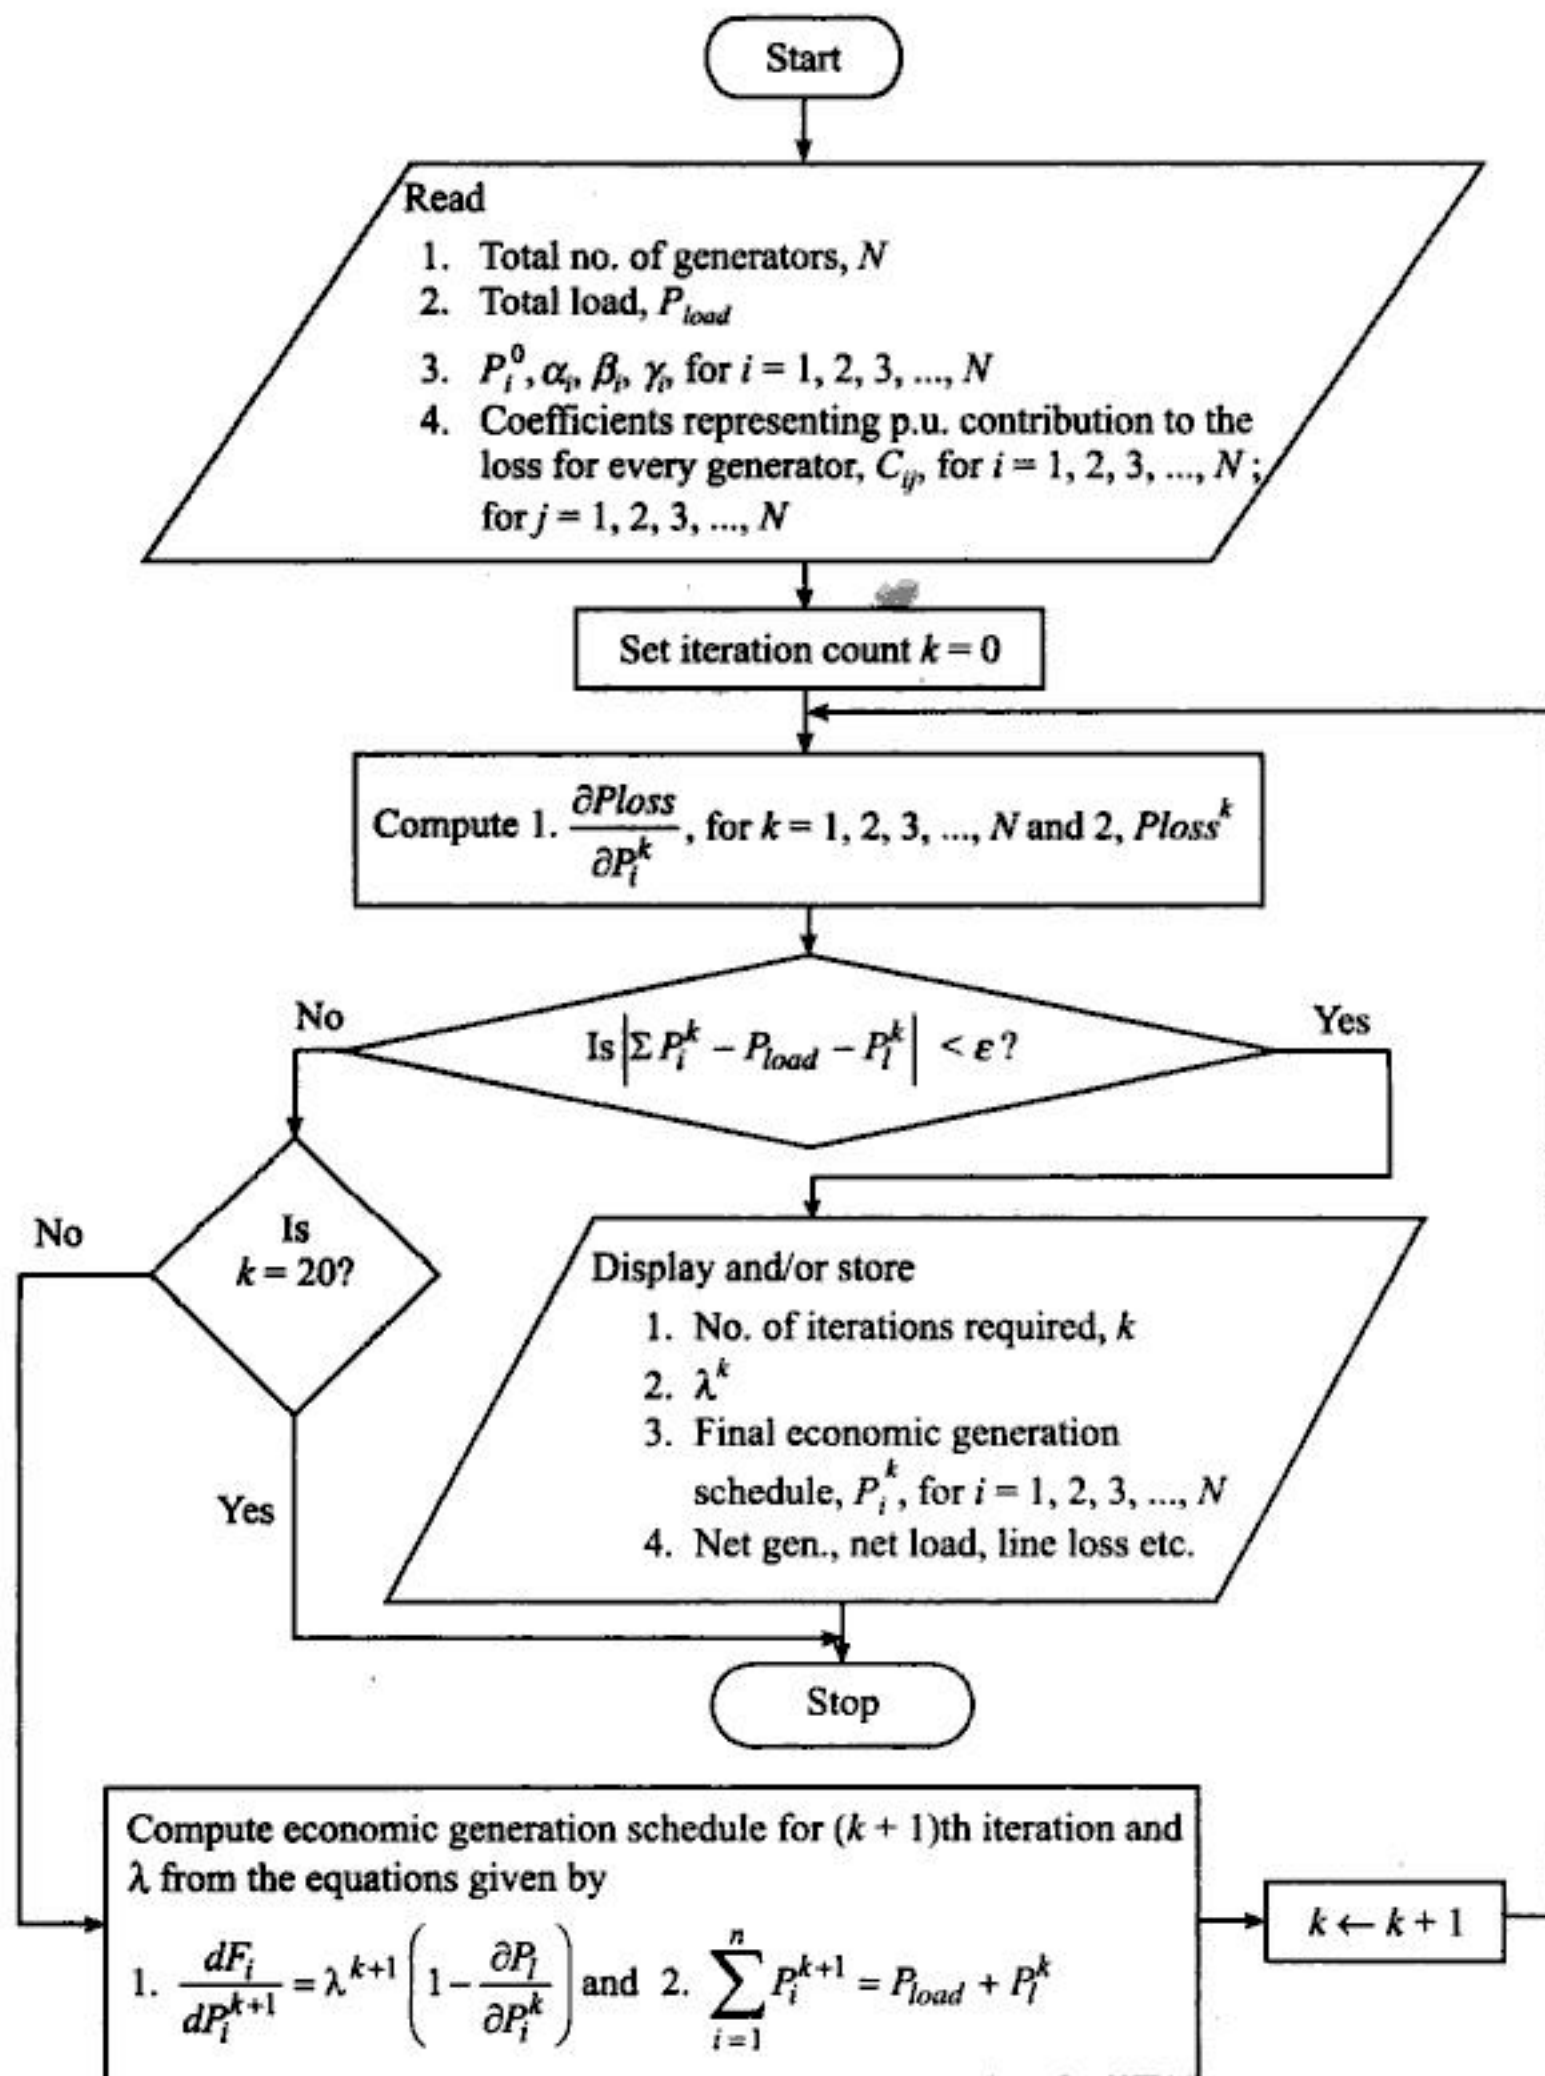 Start
Read
1. Total no. of generators, N
2. Total load, P_load
3. P_i^0, α_i, β_i, γ_i, for i = 1, 2, 3, ..., N
4. Coefficients representing p.u. contribution to the
loss for every generator, C_ij, for i = 1, 2, 3, ..., N ;
for j = 1, 2, 3, ..., N
Set iteration count k = 0
Compute 1. ∂Ploss/∂P_i^k, for k = 1, 2, 3, ..., N and 2, Ploss^k
No
Is |Σ P_i^k – P_load – P_l^k| < ε ?
Yes
No
Is
k = 20?
Yes
Display and/or store
1. No. of iterations required, k
2. λ^k
3. Final economic generation
schedule, P_i^k, for i = 1, 2, 3, ..., N
4. Net gen., net load, line loss etc.
Stop
Compute economic generation schedule for (k + 1)th iteration and
λ from the equations given by
1. dF_i/dP_i^{k+1} = λ^{k+1} (1 - ∂P_l/∂P_i^k) and 2. ∑_{i=1}^{n} P_i^{k+1} = P_load + P_l^k
k ← k + 1